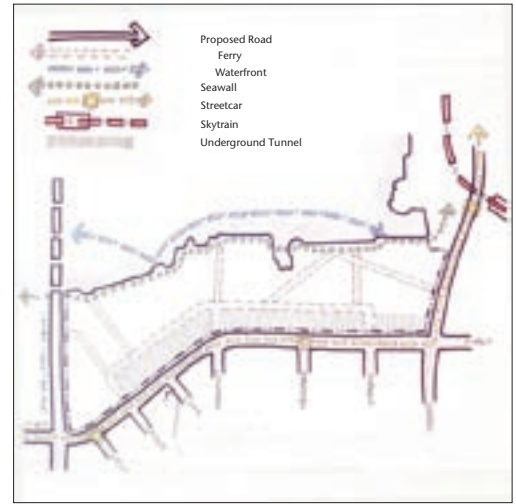 Proposed Road
Ferry
Waterfront
Seawall
Streetcar
Skytrain
Underground Tunnel